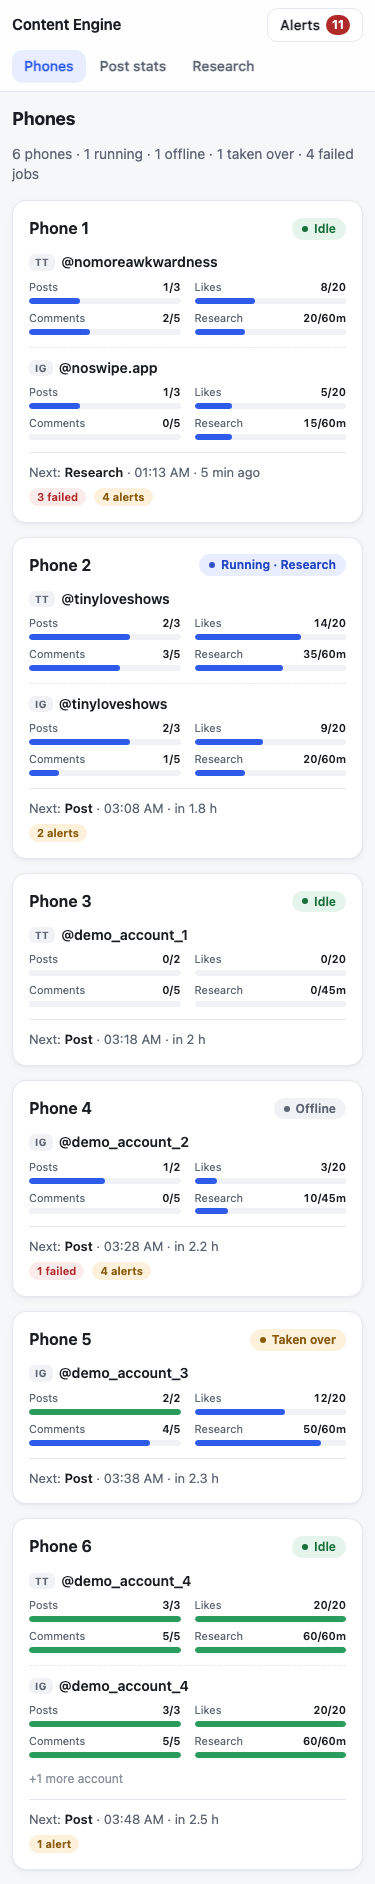 Content Engine
Alerts 11
Phones Post stats Research
Phones
6 phones · 1 running · 1 offline · 1 taken over · 4 failed
jobs
Phone 1
Idle
TT @nomoreawkwardness
Posts 1/3 Likes 8/20
Comments 2/5 Research 20/60m
IG @noswipe.app
Posts 1/3 Likes 5/20
Comments 0/5 Research 15/60m
Next: Research · 01:13 AM · 5 min ago
3 failed 4 alerts
Phone 2
Running · Research
TT @tinyloveshows
Posts 2/3 Likes 14/20
Comments 3/5 Research 35/60m
IG @tinyloveshows
Posts 2/3 Likes 9/20
Comments 1/5 Research 20/60m
Next: Post · 03:08 AM · in 1.8 h
2 alerts
Phone 3
Idle
TT @demo_account_1
Posts 0/2 Likes 0/20
Comments 0/5 Research 0/45m
Next: Post · 03:18 AM · in 2 h
Phone 4
Offline
IG @demo_account_2
Posts 1/2 Likes 3/20
Comments 0/5 Research 10/45m
Next: Post · 03:28 AM · in 2.2 h
1 failed 4 alerts
Phone 5
Taken over
IG @demo_account_3
Posts 2/2 Likes 12/20
Comments 4/5 Research 50/60m
Next: Post · 03:38 AM · in 2.3 h
Phone 6
Idle
TT @demo_account_4
Posts 3/3 Likes 20/20
Comments 5/5 Research 60/60m
IG @demo_account_4
Posts 3/3 Likes 20/20
Comments 5/5 Research 60/60m
+1 more account
Next: Post · 03:48 AM · in 2.5 h
1 alert